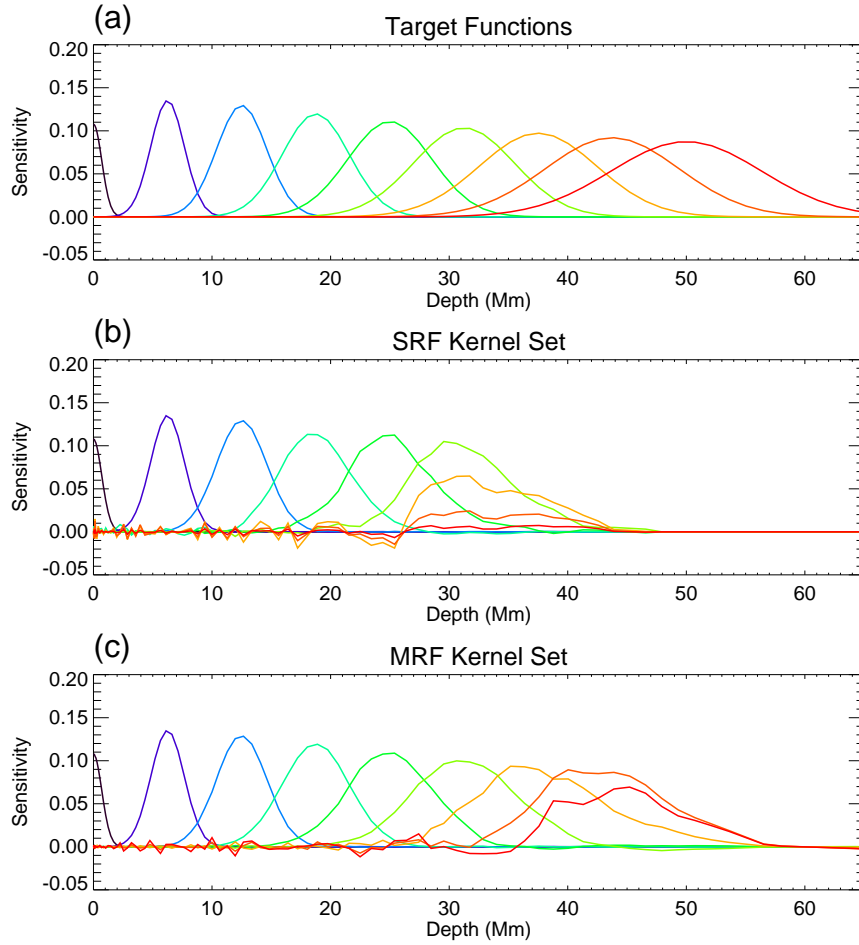 (a)
Target Functions
0.20
0.15
0.10
0.05
0.00
-0.05
Sensitivity
0 10 20 30 40 50 60
Depth (Mm)
(b)
SRF Kernel Set
0.20
0.15
0.10
0.05
0.00
-0.05
Sensitivity
0 10 20 30 40 50 60
Depth (Mm)
(c)
MRF Kernel Set
0.20
0.15
0.10
0.05
0.00
-0.05
Sensitivity
0 10 20 30 40 50 60
Depth (Mm)